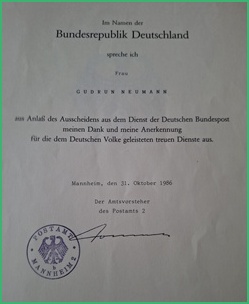 Im Namen der
Bundesrepublik Deutschland
spreche ich
Frau
GUDRUN NEUMANN
aus Anlaß des Ausscheidens aus dem Dienst der Deutschen Bundespost
meinen Dank und meine Anerkennung
für die dem Deutschen Volke geleisteten treuen Dienste aus.
Mannheim, den 31. Oktober 1986
Der Amtsvorsteher
des Postamts 2
POSTAMT
MANNHEIM 2